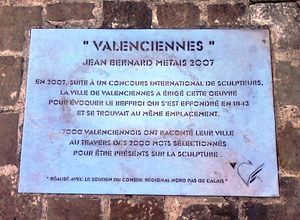 " VALENCIENNES "
JEAN BERNARD METAIS 2007
EN 2007, SUITE À UN CONCOURS INTERNATIONAL DE SCULPTEURS,
LA VILLE DE VALENCIENNES A ÉRIGÉ CETTE OEUVRE
POUR ÉVOQUER LE BEFFROI QUI S'EST EFFONDRÉ EN 1843
ET SE TROUVAIT AU MÊME EMPLACEMENT.
7000 VALENCIENNOIS ONT RACONTÉ LEUR VILLE
AU TRAVERS DES 2000 MOTS SÉLECTIONNÉS
POUR ÊTRE PRÉSENTS SUR LA SCULPTURE
" RÉALISÉ AVEC LE SOUTIEN DU CONSEIL RÉGIONAL NORD PAS DE CALAIS "